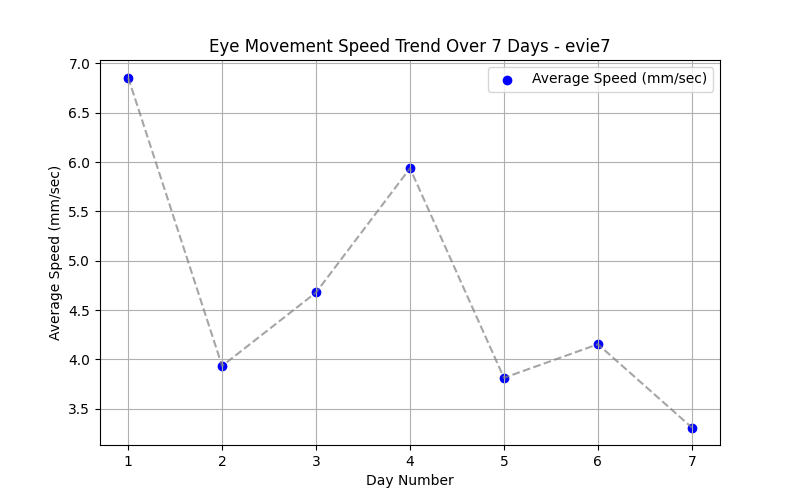 Eye Movement Speed Trend Over 7 Days - evie7
7.0
6.5
6.0
5.5
5.0
4.5
4.0
3.5
Average Speed (mm/sec)
Average Speed (mm/sec)
1 2 3 4 5 6 7
Day Number